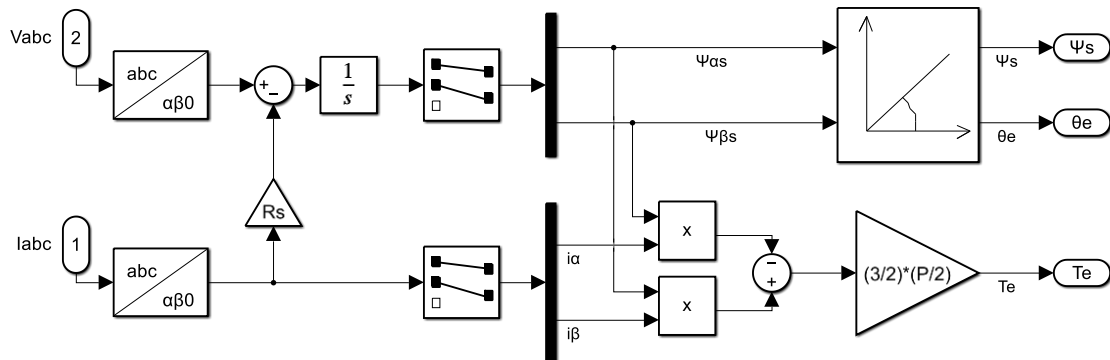 Vabc
2
abc
αβ0
+
−
1
s
Ψαs
Ψβs
Ψs
Ψs
θe
θe
Rs
Iabc
1
abc
αβ0
iα
iβ
x
x
−
+
(3/2)*(P/2)
Te
Te